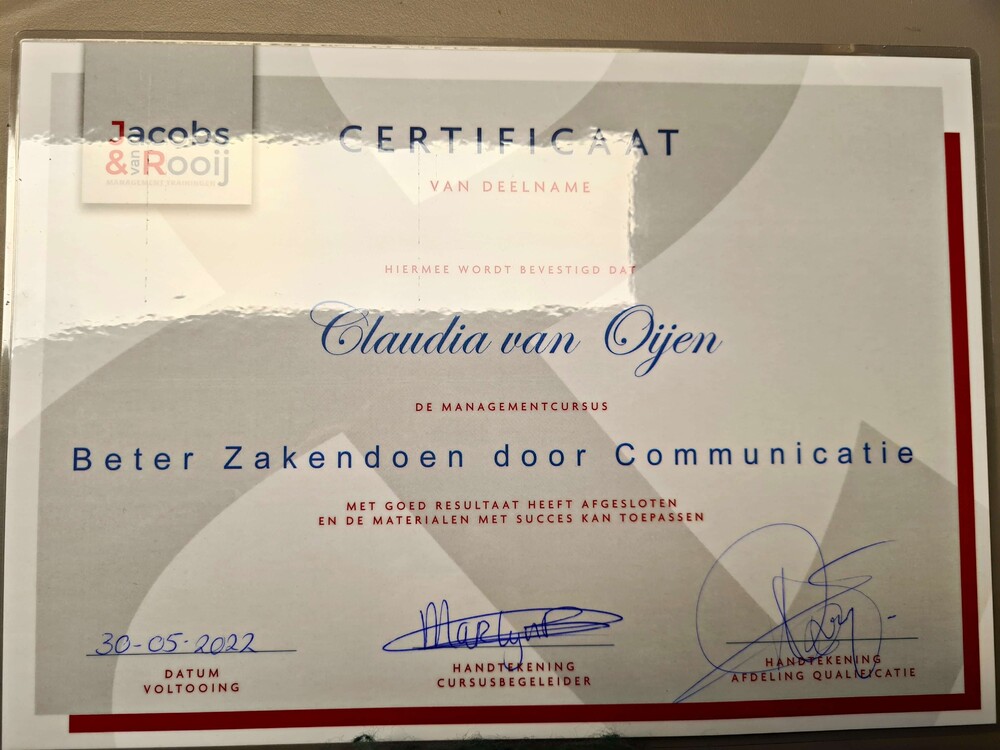 Jacobs
& van Rooij
MANAGEMENT TRAININGEN
CERTIFICAAT
VAN DEELNAME
HIERMEE WORDT BEVESTIGD DAT
Claudia van Oijen
DE MANAGEMENTCURSUS
Beter Zakendoen door Communicatie
MET GOED RESULTAAT HEEFT AFGESLOTEN
EN DE MATERIALEN MET SUCCES KAN TOEPASSEN
30-05-2022
DATUM
VOLTOOING
HANDTEKENING
CURSUSBEGELEIDER
HANDTEKENING
AFDELING QUALIFICATIE